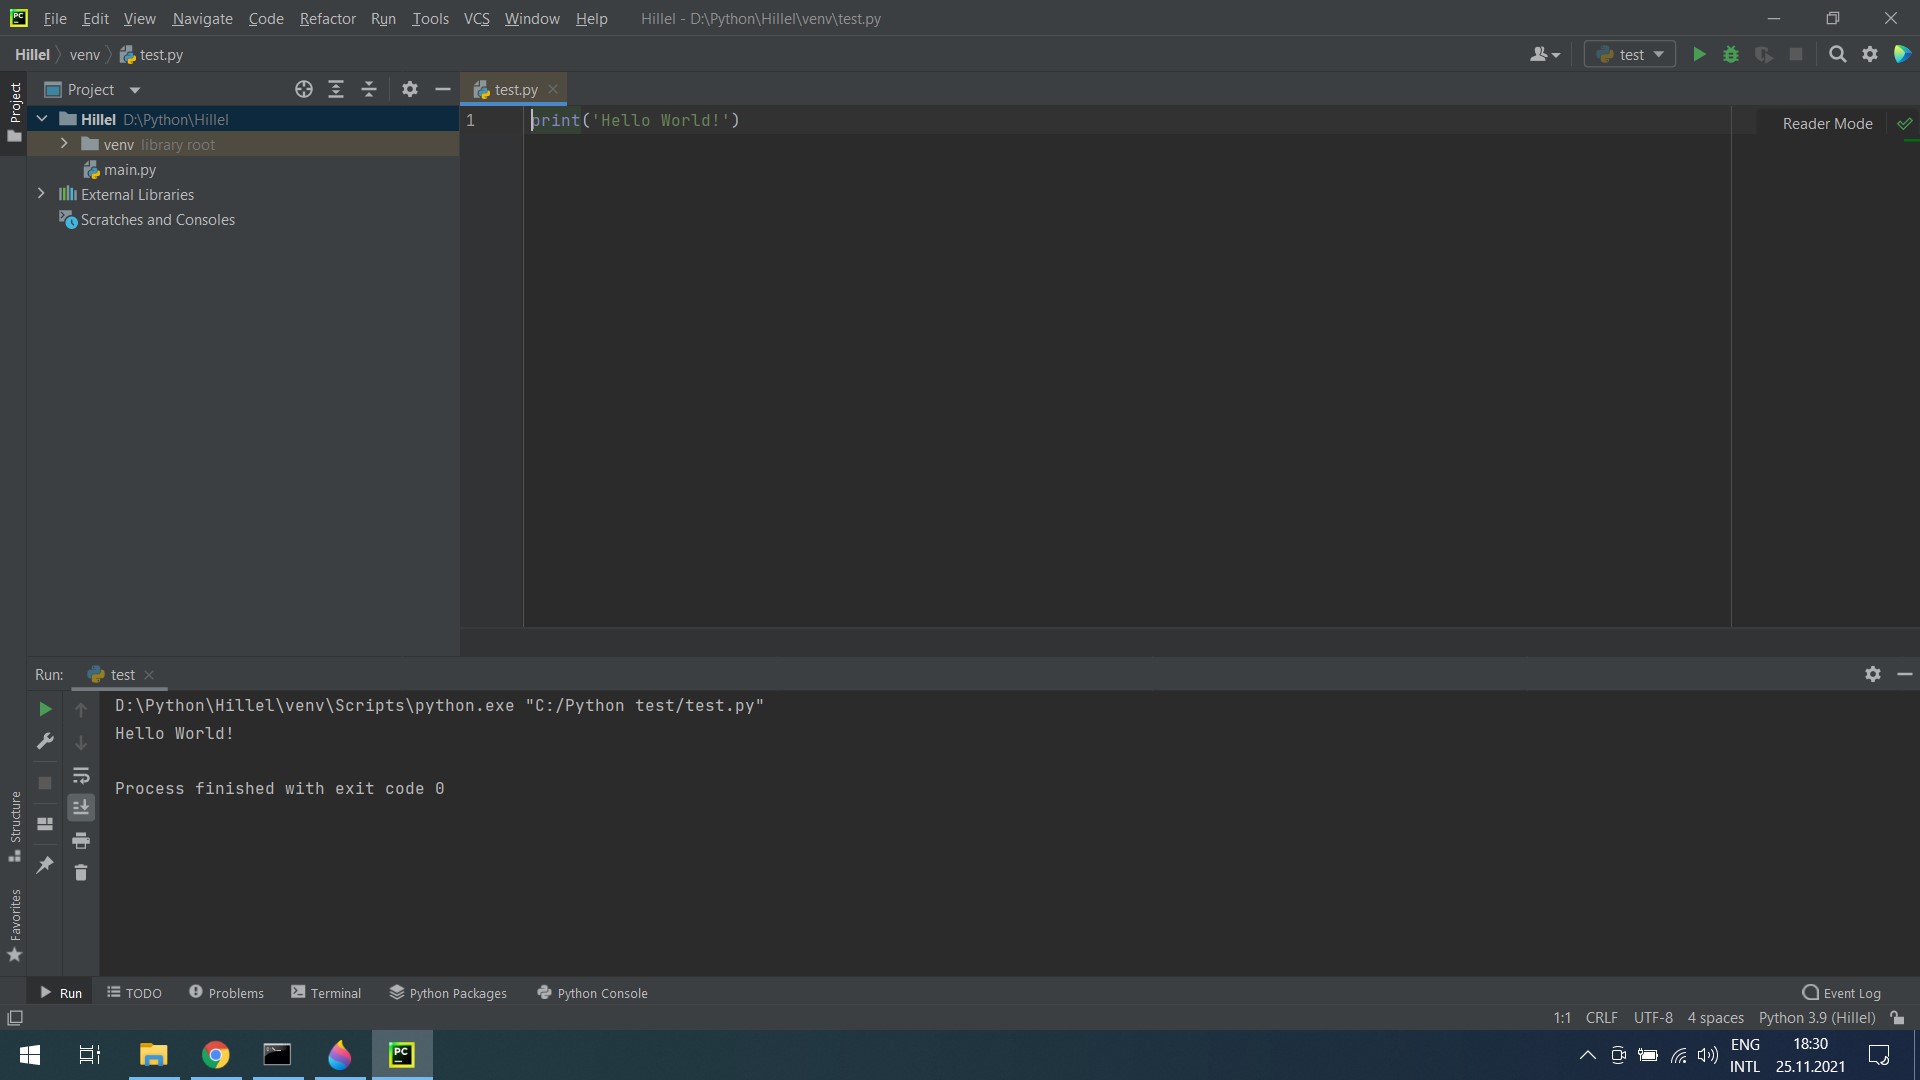 File Edit View Navigate Code Refactor Run Tools VCS Window Help Hillel - D:\Python\Hillel\venv\test.py
Hillel venv test.py test
Project test.py
Project
Hillel D:\Python\Hillel
1 print('Hello World!')
Reader Mode
venv library root
main.py
External Libraries
Scratches and Consoles
Run: test
D:\Python\Hillel\venv\Scripts\python.exe "C:/Python test/test.py"
Hello World!
Process finished with exit code 0
Structure
Favorites
Run TODO Problems Terminal Python Packages Python Console Event Log
1:1 CRLF UTF-8 4 spaces Python 3.9 (Hillel)
PC
ENG 18:30
INTL 25.11.2021